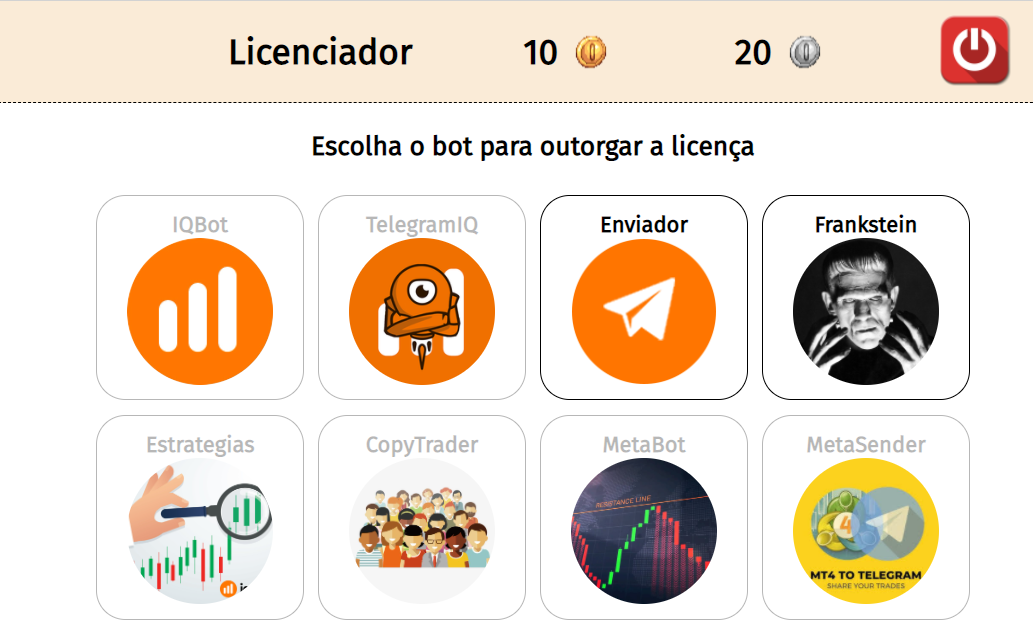 Licenciador 10 20
Escolha o bot para outorgar a licença
IQBot TelegramIQ Enviador Frankstein
Estrategias CopyTrader MetaBot MetaSender
RESISTANCE LINE
4
MT4 TO TELEGRAM
SHARE YOUR TRADES